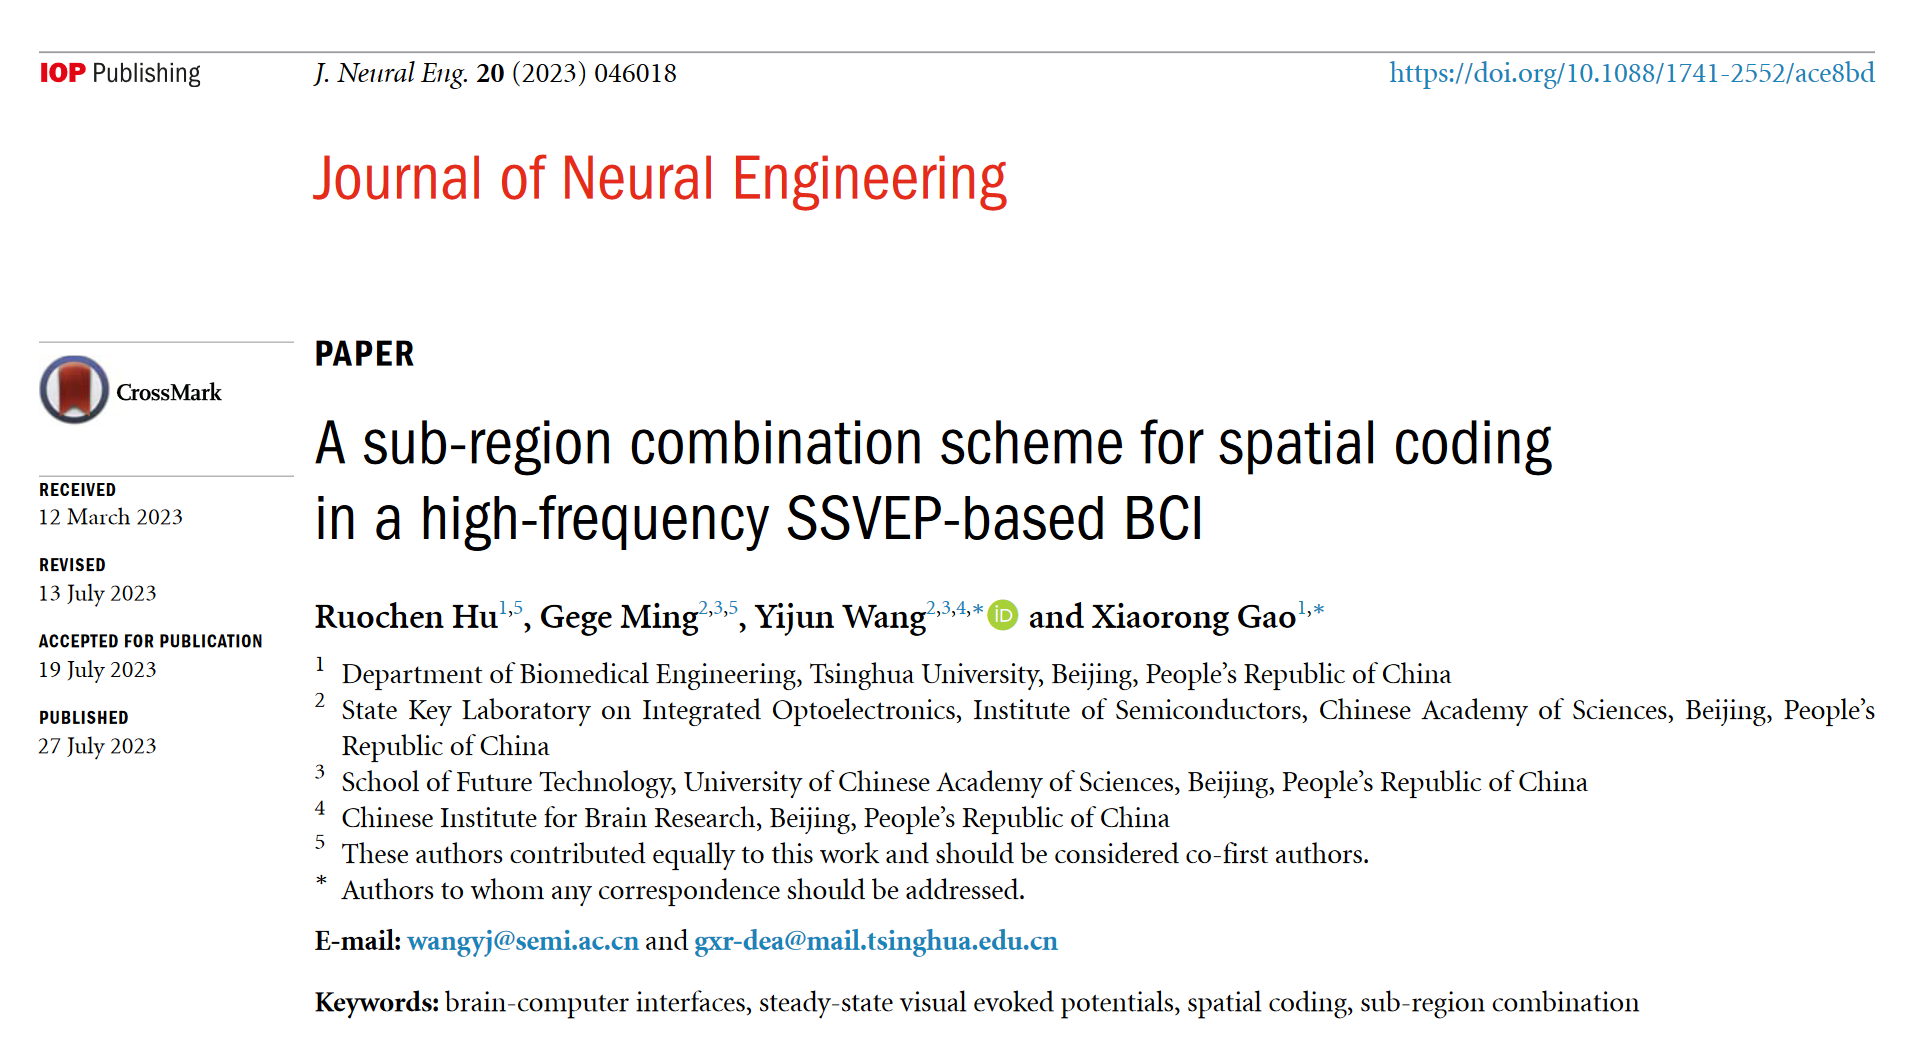 IOP Publishing
J. Neural Eng. 20 (2023) 046018
https://doi.org/10.1088/1741-2552/ace8bd
Journal of Neural Engineering
CrossMark
RECEIVED
12 March 2023
REVISED
13 July 2023
ACCEPTED FOR PUBLICATION
19 July 2023
PUBLISHED
27 July 2023
PAPER
A sub-region combination scheme for spatial coding
in a high-frequency SSVEP-based BCI
Ruochen Hu1,5, Gege Ming2,3,5, Yijun Wang2,3,4,* iD and Xiaorong Gao1,*
1 Department of Biomedical Engineering, Tsinghua University, Beijing, People’s Republic of China
2 State Key Laboratory on Integrated Optoelectronics, Institute of Semiconductors, Chinese Academy of Sciences, Beijing, People’s
Republic of China
3 School of Future Technology, University of Chinese Academy of Sciences, Beijing, People’s Republic of China
4 Chinese Institute for Brain Research, Beijing, People’s Republic of China
5 These authors contributed equally to this work and should be considered co-first authors.
* Authors to whom any correspondence should be addressed.
E-mail: wangyj@semi.ac.cn and gxr-dea@mail.tsinghua.edu.cn
Keywords: brain-computer interfaces, steady-state visual evoked potentials, spatial coding, sub-region combination